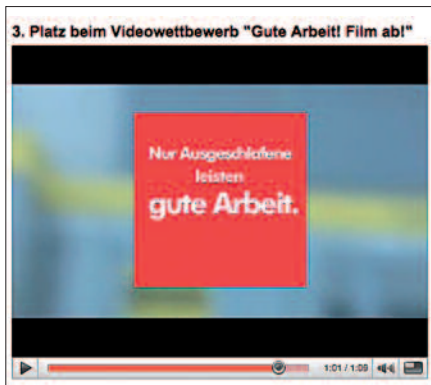 3. Platz beim Videowettbewerb "Gute Arbeit! Film ab!"
Nur Ausgeschlafene
leisten
gute Arbeit.
1:01 / 1:09